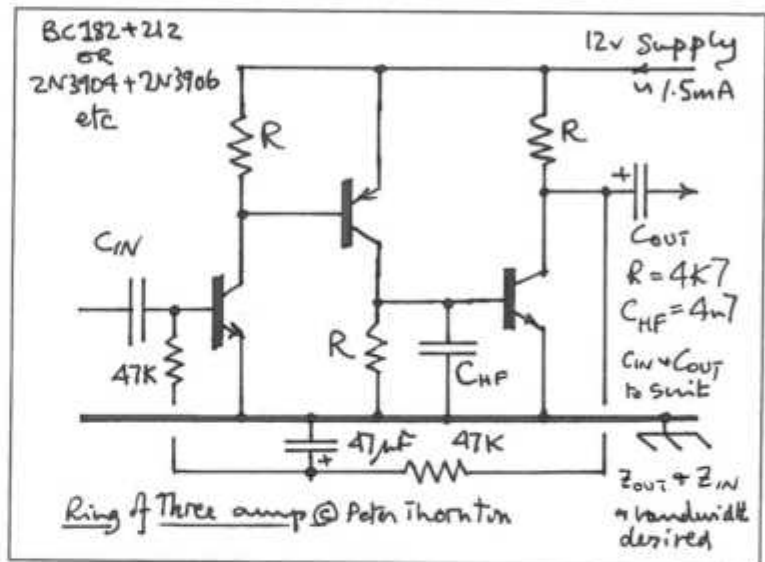 BC182+212
OR
2N3904+2N3906
etc
12v Supply
~ 1.5mA
R
R
CIN
COUT
R = 4K7
CHF = 4n7
CIN + COUT
to suit
47K
R
CHF
47µF
47K
ZOUT + ZIN
bandwidth
desired
Ring of Three amp © Peter Thornton